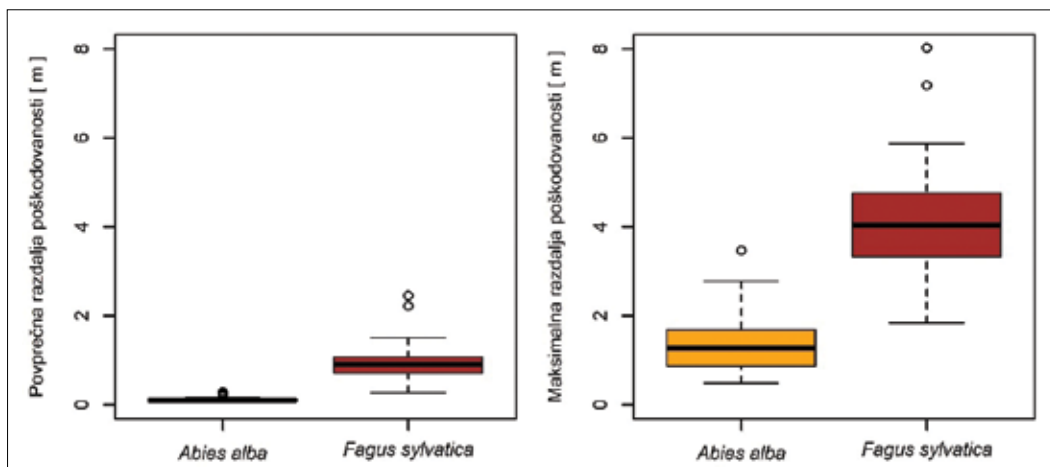 Povprečna razdalja poškodovanosti [ m ]
8
6
4
2
0
Abies alba
Fagus sylvatica
Maksimalna razdalja poškodovanosti [ m ]
8
6
4
2
0
Abies alba
Fagus sylvatica